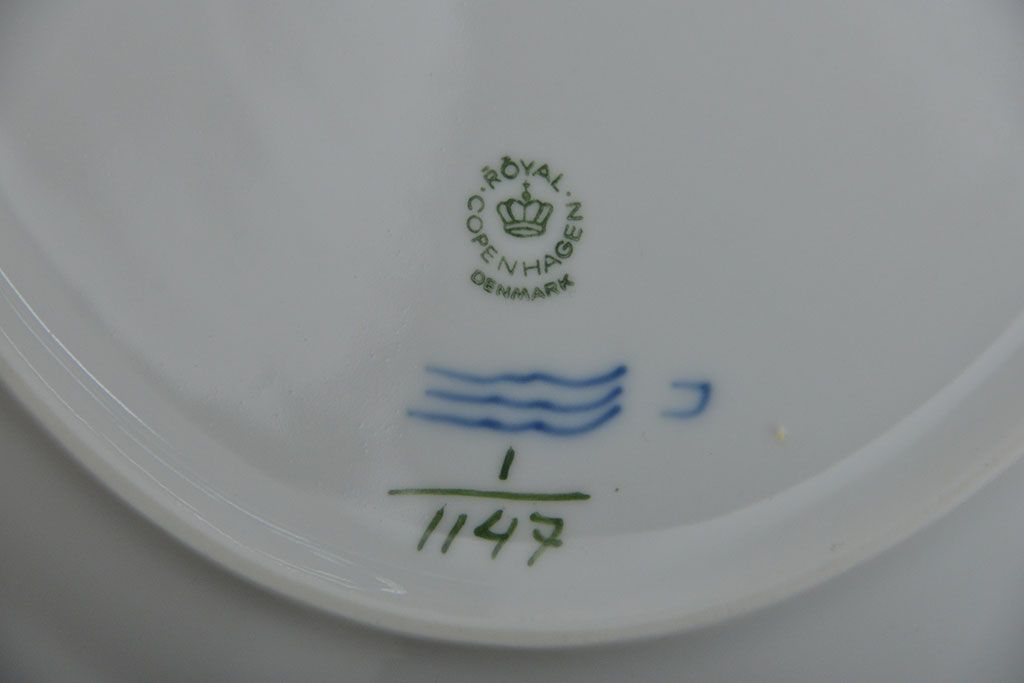 ROYAL
COPENHAGEN
DENMARK
1
1147